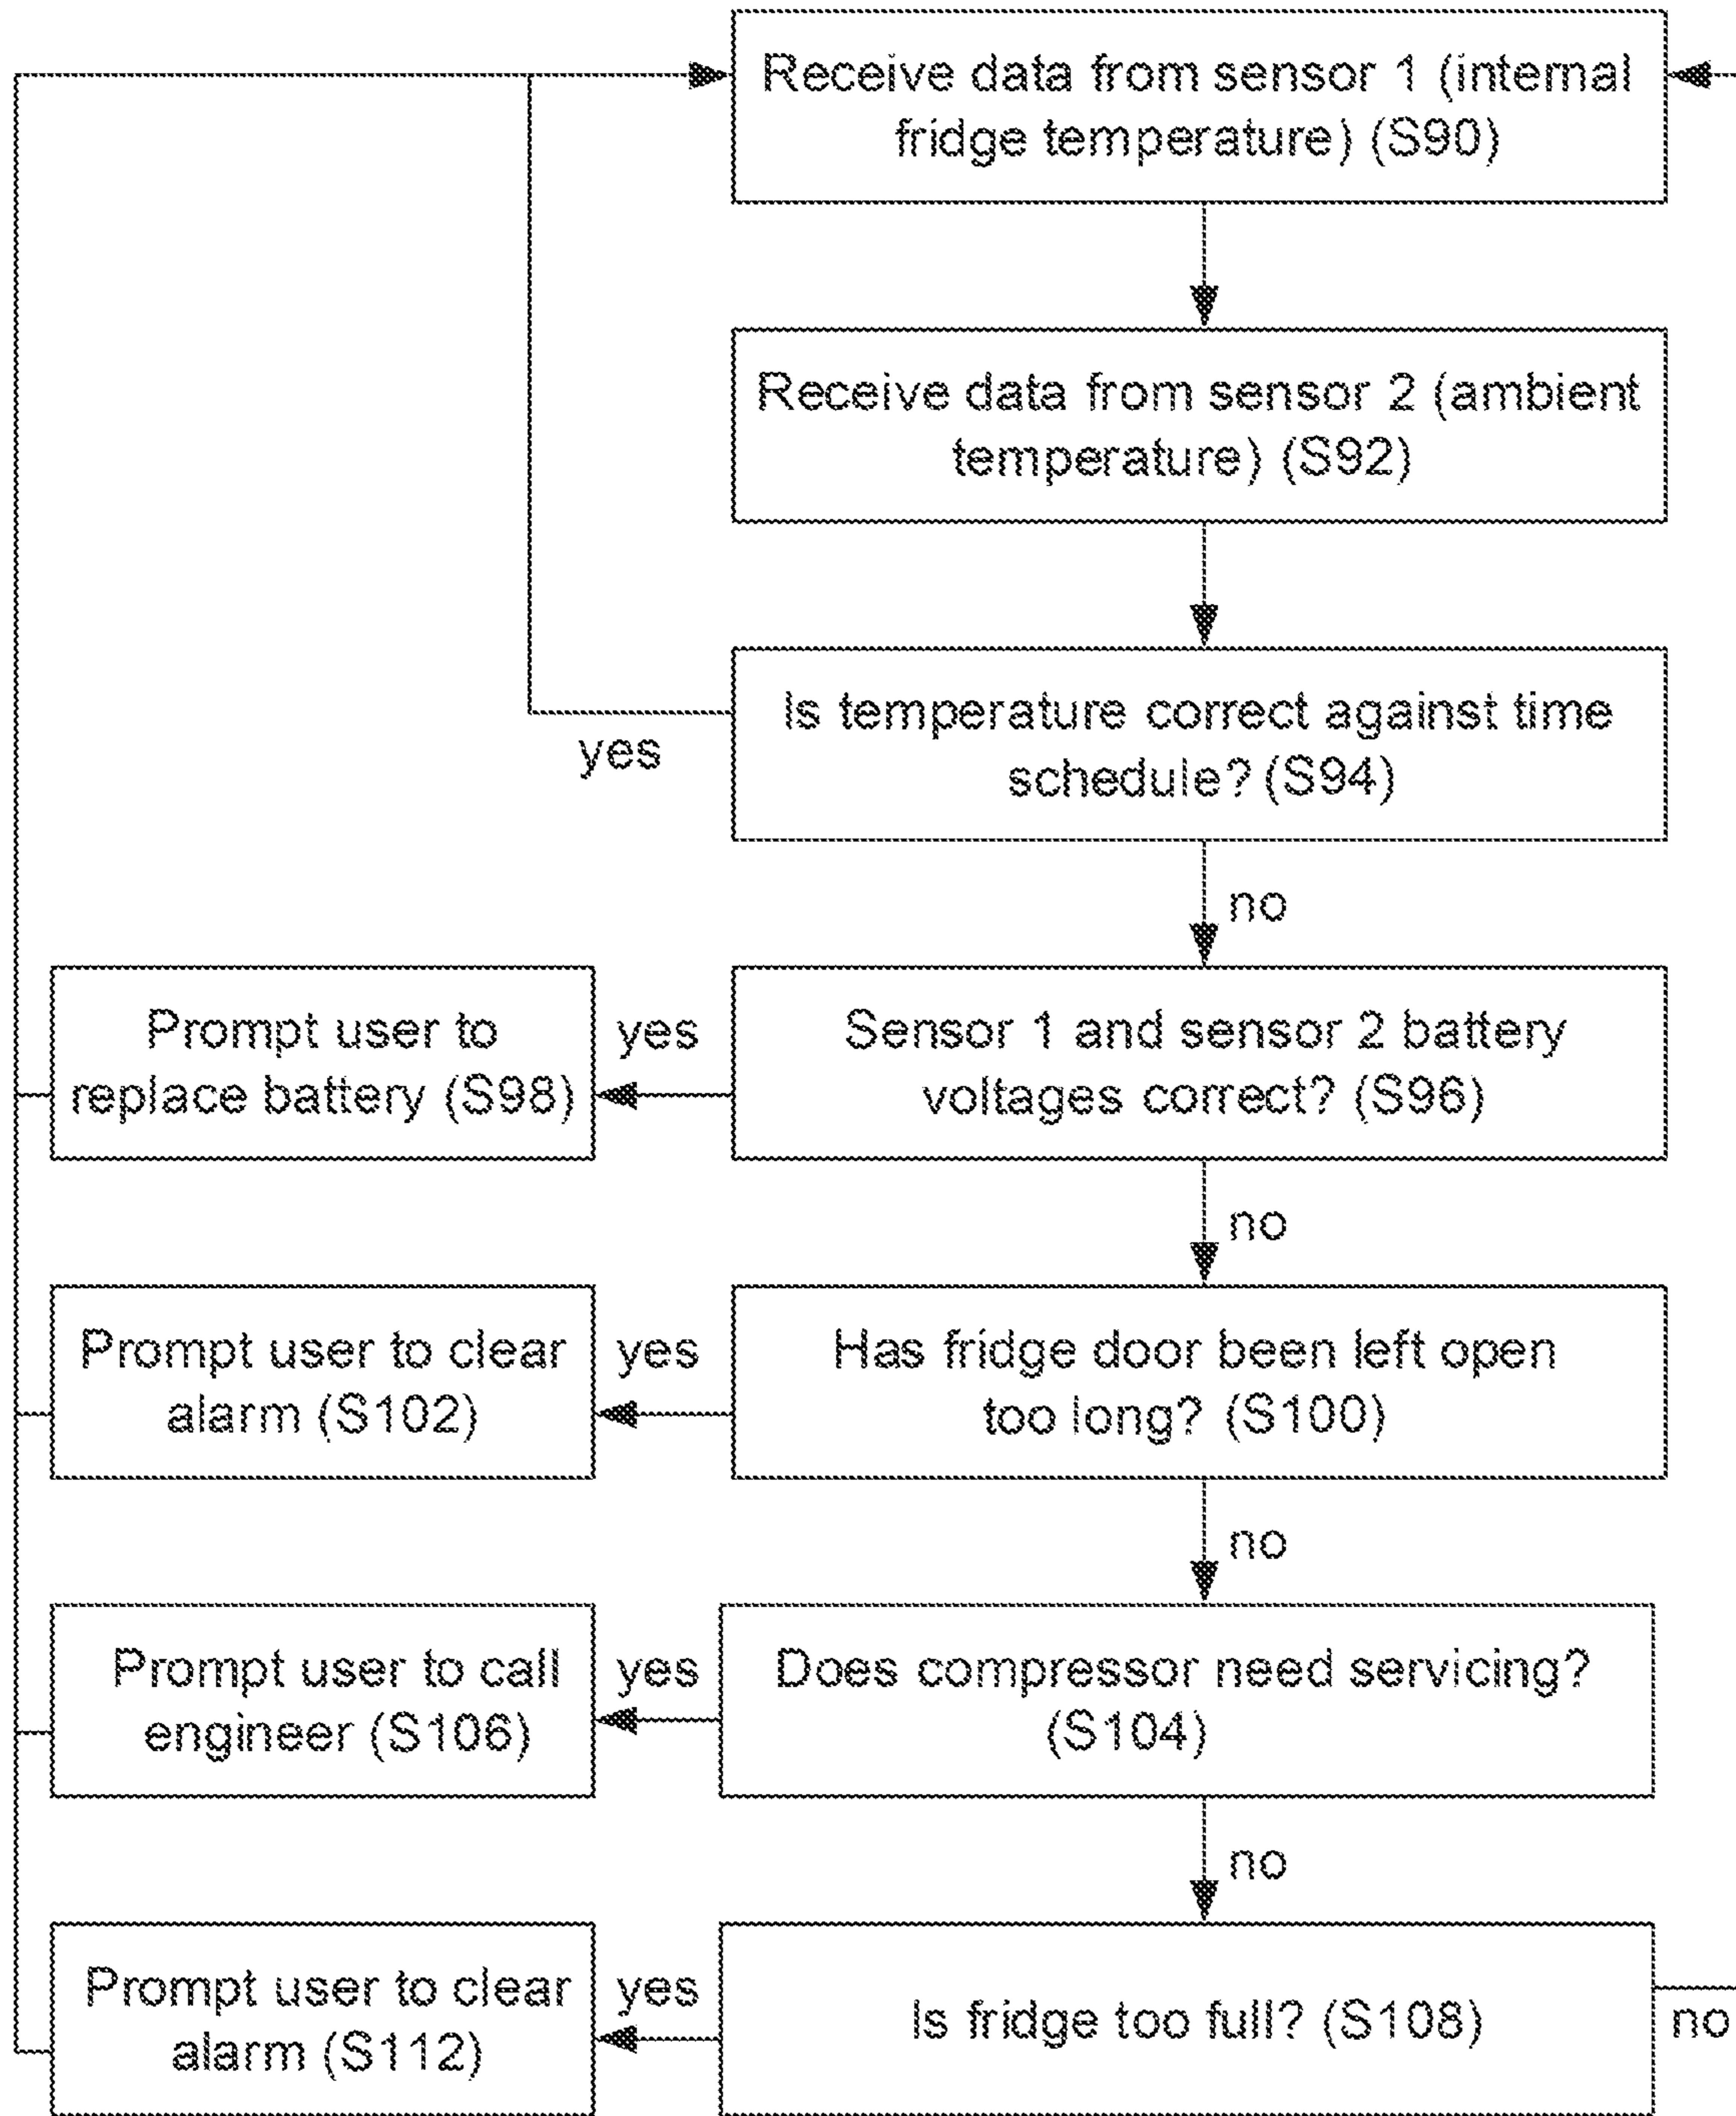 Receive data from sensor 1 (internal
fridge temperature) (S90)
Receive data from sensor 2 (ambient
temperature) (S92)
Is temperature correct against time
schedule? (S94)
yes
no
Prompt user to
replace battery (S98)
yes
Sensor 1 and sensor 2 battery
voltages correct? (S96)
no
Prompt user to clear
alarm (S102)
yes
Has fridge door been left open
too long? (S100)
no
Prompt user to call
engineer (S106)
yes
Does compressor need servicing?
(S104)
no
Prompt user to clear
alarm (S112)
yes
Is fridge too full? (S108)
no